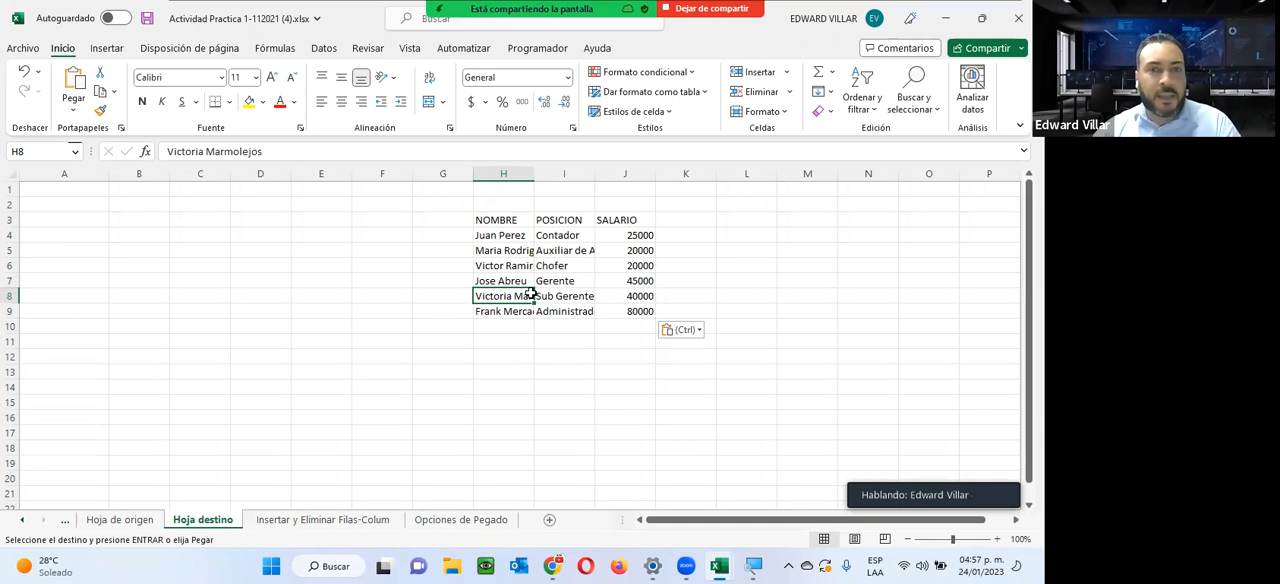 Está compartiendo la pantalla
Dejar de compartir
Autoguardado
Actividad Practica 1-112021 (4).xlsx
Buscar
EDWARD VILLAR
EV
Archivo Inicio Insertar Disposición de página Fórmulas Datos Revisar Vista Automatizar Programador Ayuda
Comentarios
Compartir
Pegar
Calibri
11
General
Formato condicional
Dar formato como tabla
Estilos de celda
Insertar
Eliminar
Formato
Ordenar y filtrar
Buscar y seleccionar
Analizar datos
N K S
$ % 000
Deshacer Portapapeles Fuente Alineación Número Estilos Celdas Edición Análisis
Edward Villar
H8
fx
Victoria Marmolejos
A B C D E F G H I J K L M N O P
1
2
3 NOMBRE POSICION SALARIO
4 Juan Perez Contador 25000
5 Maria Rodrig Auxiliar de A 20000
6 Victor Ramir Chofer 20000
7 Jose Abreu Gerente 45000
8 Victoria Ma Sub Gerente 40000
9 Frank Merca Administrad 80000
10
(Ctrl)
11
12
13
14
15
16
17
18
19
20
21
Hablando: Edward Villar
... Hoja de origen Hoja destino Insertar y Eliminar Filas-Colum Opciones de Pegado
Seleccione el destino y presione ENTRAR o elija Pegar
100%
28°C
Soleado
Buscar
ESP
LAA
04:57 p. m.
24/01/2023